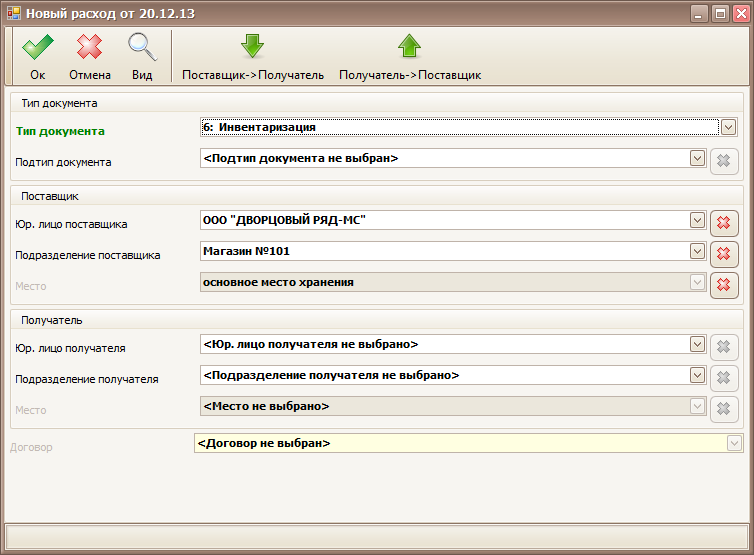 Новый расход от 20.12.13
Ок Отмена Вид Поставщик->Получатель Получатель->Поставщик
Тип документа
Тип документа 6: Инвентаризация
Подтип документа <Подтип документа не выбран>
Поставщик
Юр. лицо поставщика ООО "ДВОРЦОВЫЙ РЯД-МС"
Подразделение поставщика Магазин №101
Место основное место хранения
Получатель
Юр. лицо получателя <Юр. лицо получателя не выбрано>
Подразделение получателя <Подразделение получателя не выбрано>
Место <Место не выбрано>
Договор <Договор не выбран>